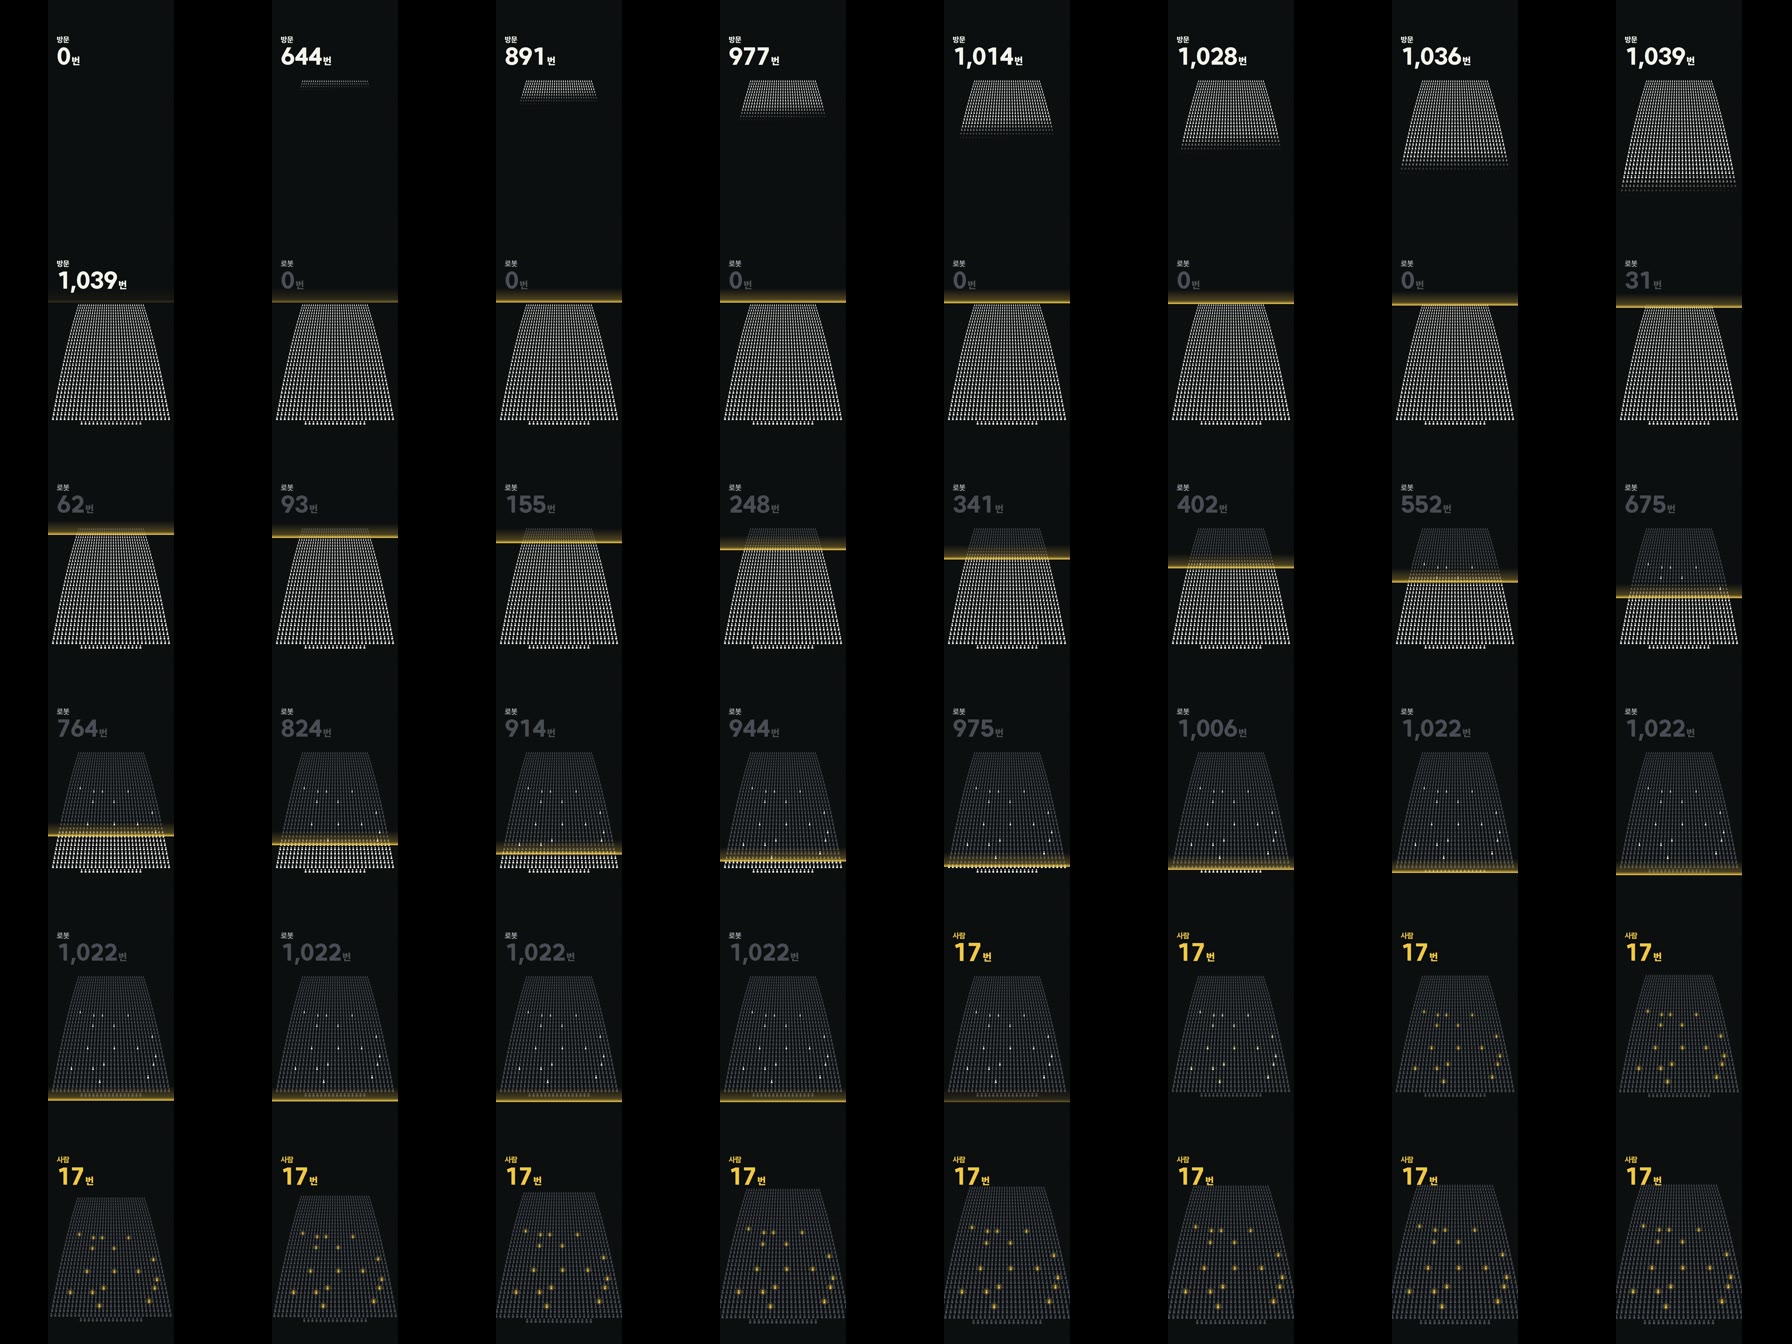 방문
0번
방문
644번
방문
891번
방문
977번
방문
1,014번
방문
1,028번
방문
1,036번
방문
1,039번
방문
1,039번
로봇
0번
로봇
0번
로봇
0번
로봇
0번
로봇
0번
로봇
0번
로봇
31번
로봇
62번
로봇
93번
로봇
155번
로봇
248번
로봇
341번
로봇
402번
로봇
552번
로봇
675번
로봇
764번
로봇
824번
로봇
914번
로봇
944번
로봇
975번
로봇
1,006번
로봇
1,022번
로봇
1,022번
로봇
1,022번
로봇
1,022번
로봇
1,022번
로봇
1,022번
사람
17번
사람
17번
사람
17번
사람
17번
사람
17번
사람
17번
사람
17번
사람
17번
사람
17번
사람
17번
사람
17번
사람
17번